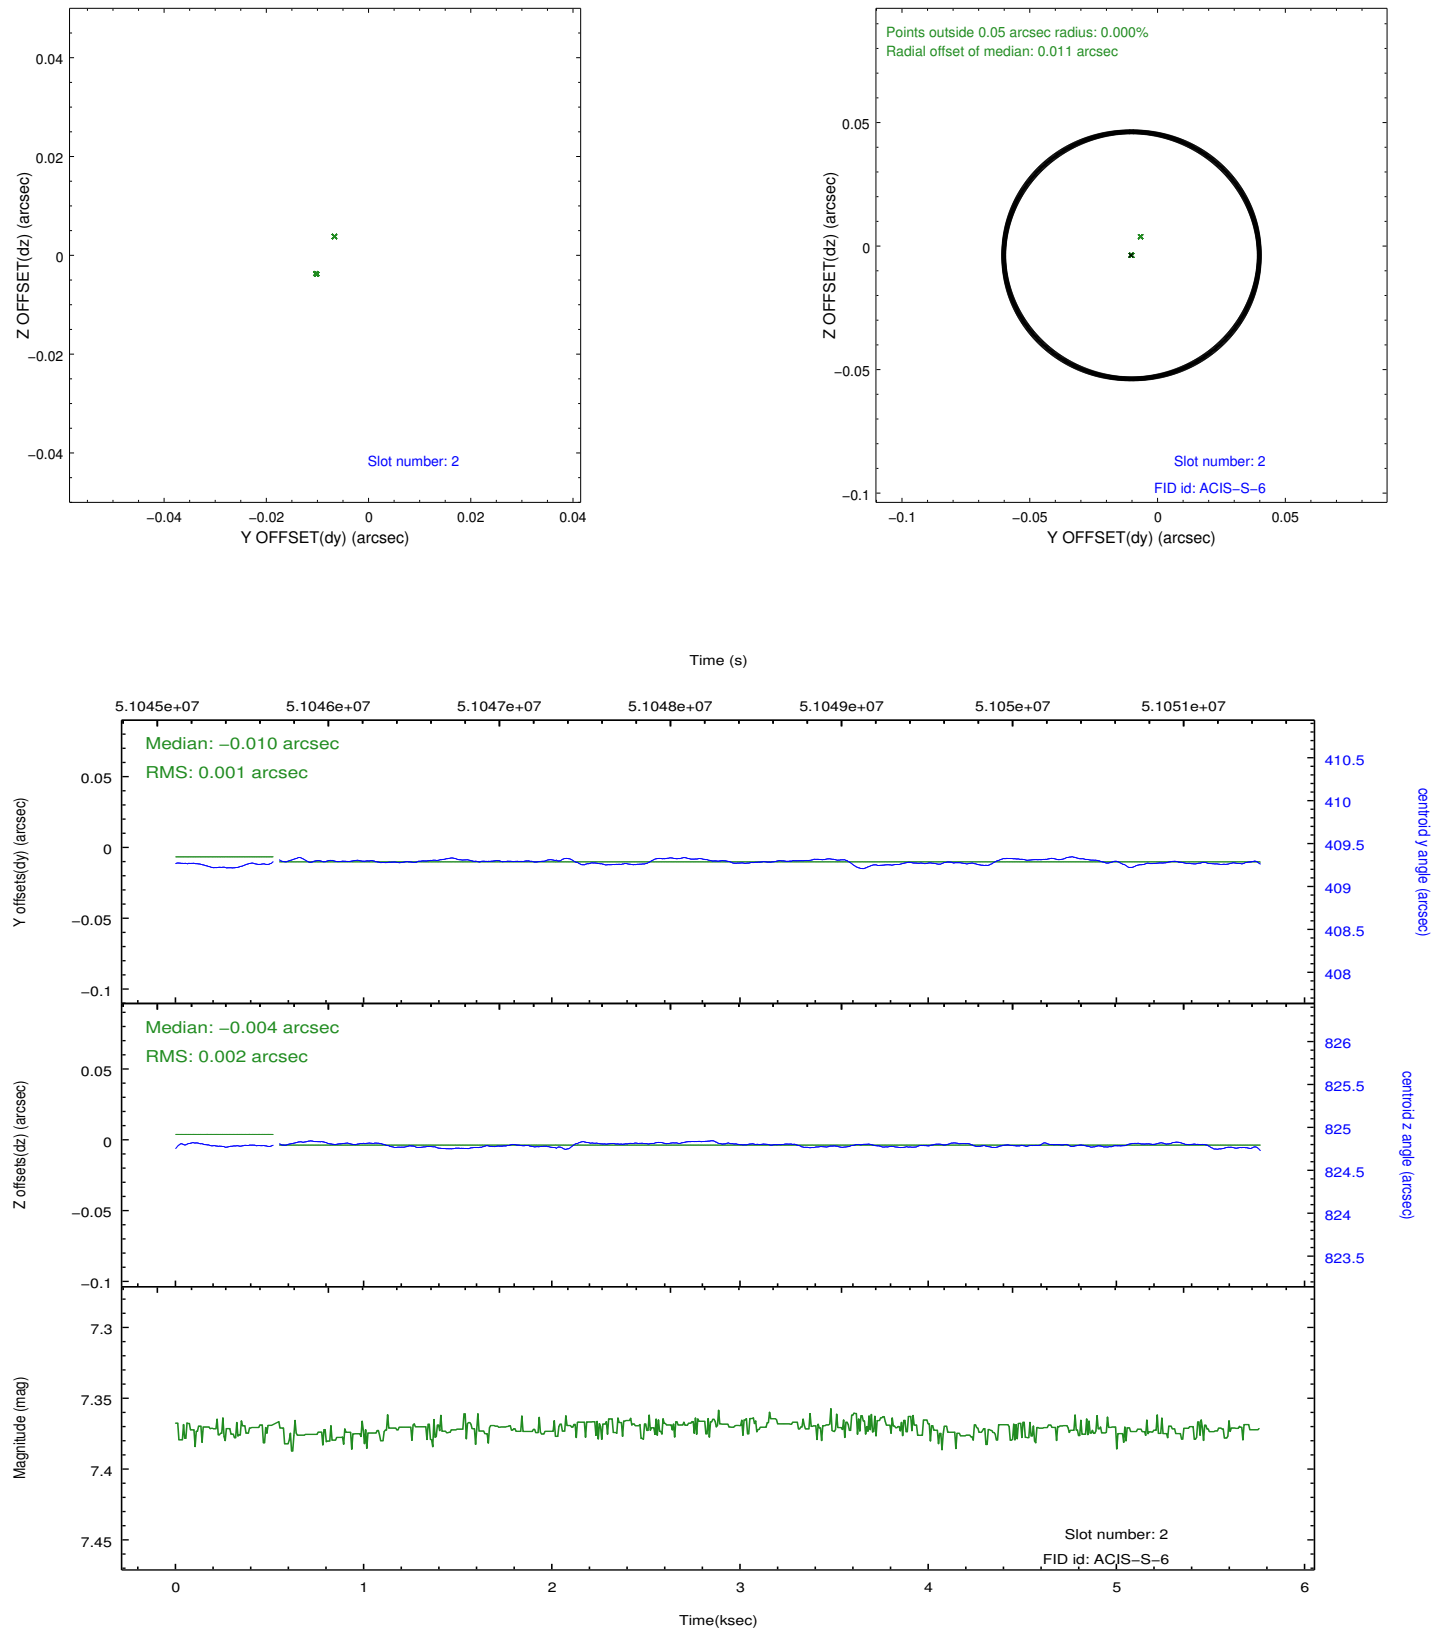 0.04
0.02
0
−0.02
−0.04
Z OFFSET(dz) (arcsec)
Slot number: 2
−0.04
−0.02
0
0.02
0.04
Y OFFSET(dy) (arcsec)
Points outside 0.05 arcsec radius: 0.000%
Radial offset of median: 0.011 arcsec
0.05
0
−0.05
−0.1
Z OFFSET(dz) (arcsec)
Slot number: 2
FID id: ACIS−S−6
−0.1
−0.05
0
0.05
Y OFFSET(dy) (arcsec)
Time (s)
5.1045e+07
5.1046e+07
5.1047e+07
5.1048e+07
5.1049e+07
5.105e+07
5.1051e+07
Median: −0.010 arcsec
RMS: 0.001 arcsec
0.05
0
−0.05
−0.1
Y offsets(dy) (arcsec)
410.5
410
409.5
409
408.5
408
centroid y angle (arcsec)
Median: −0.004 arcsec
RMS: 0.002 arcsec
0.05
0
−0.05
−0.1
Z offsets(dz) (arcsec)
826
825.5
825
824.5
824
823.5
centroid z angle (arcsec)
7.3
7.35
7.4
7.45
Magnitude (mag)
Slot number: 2
FID id: ACIS−S−6
0
1
2
3
4
5
6
Time(ksec)